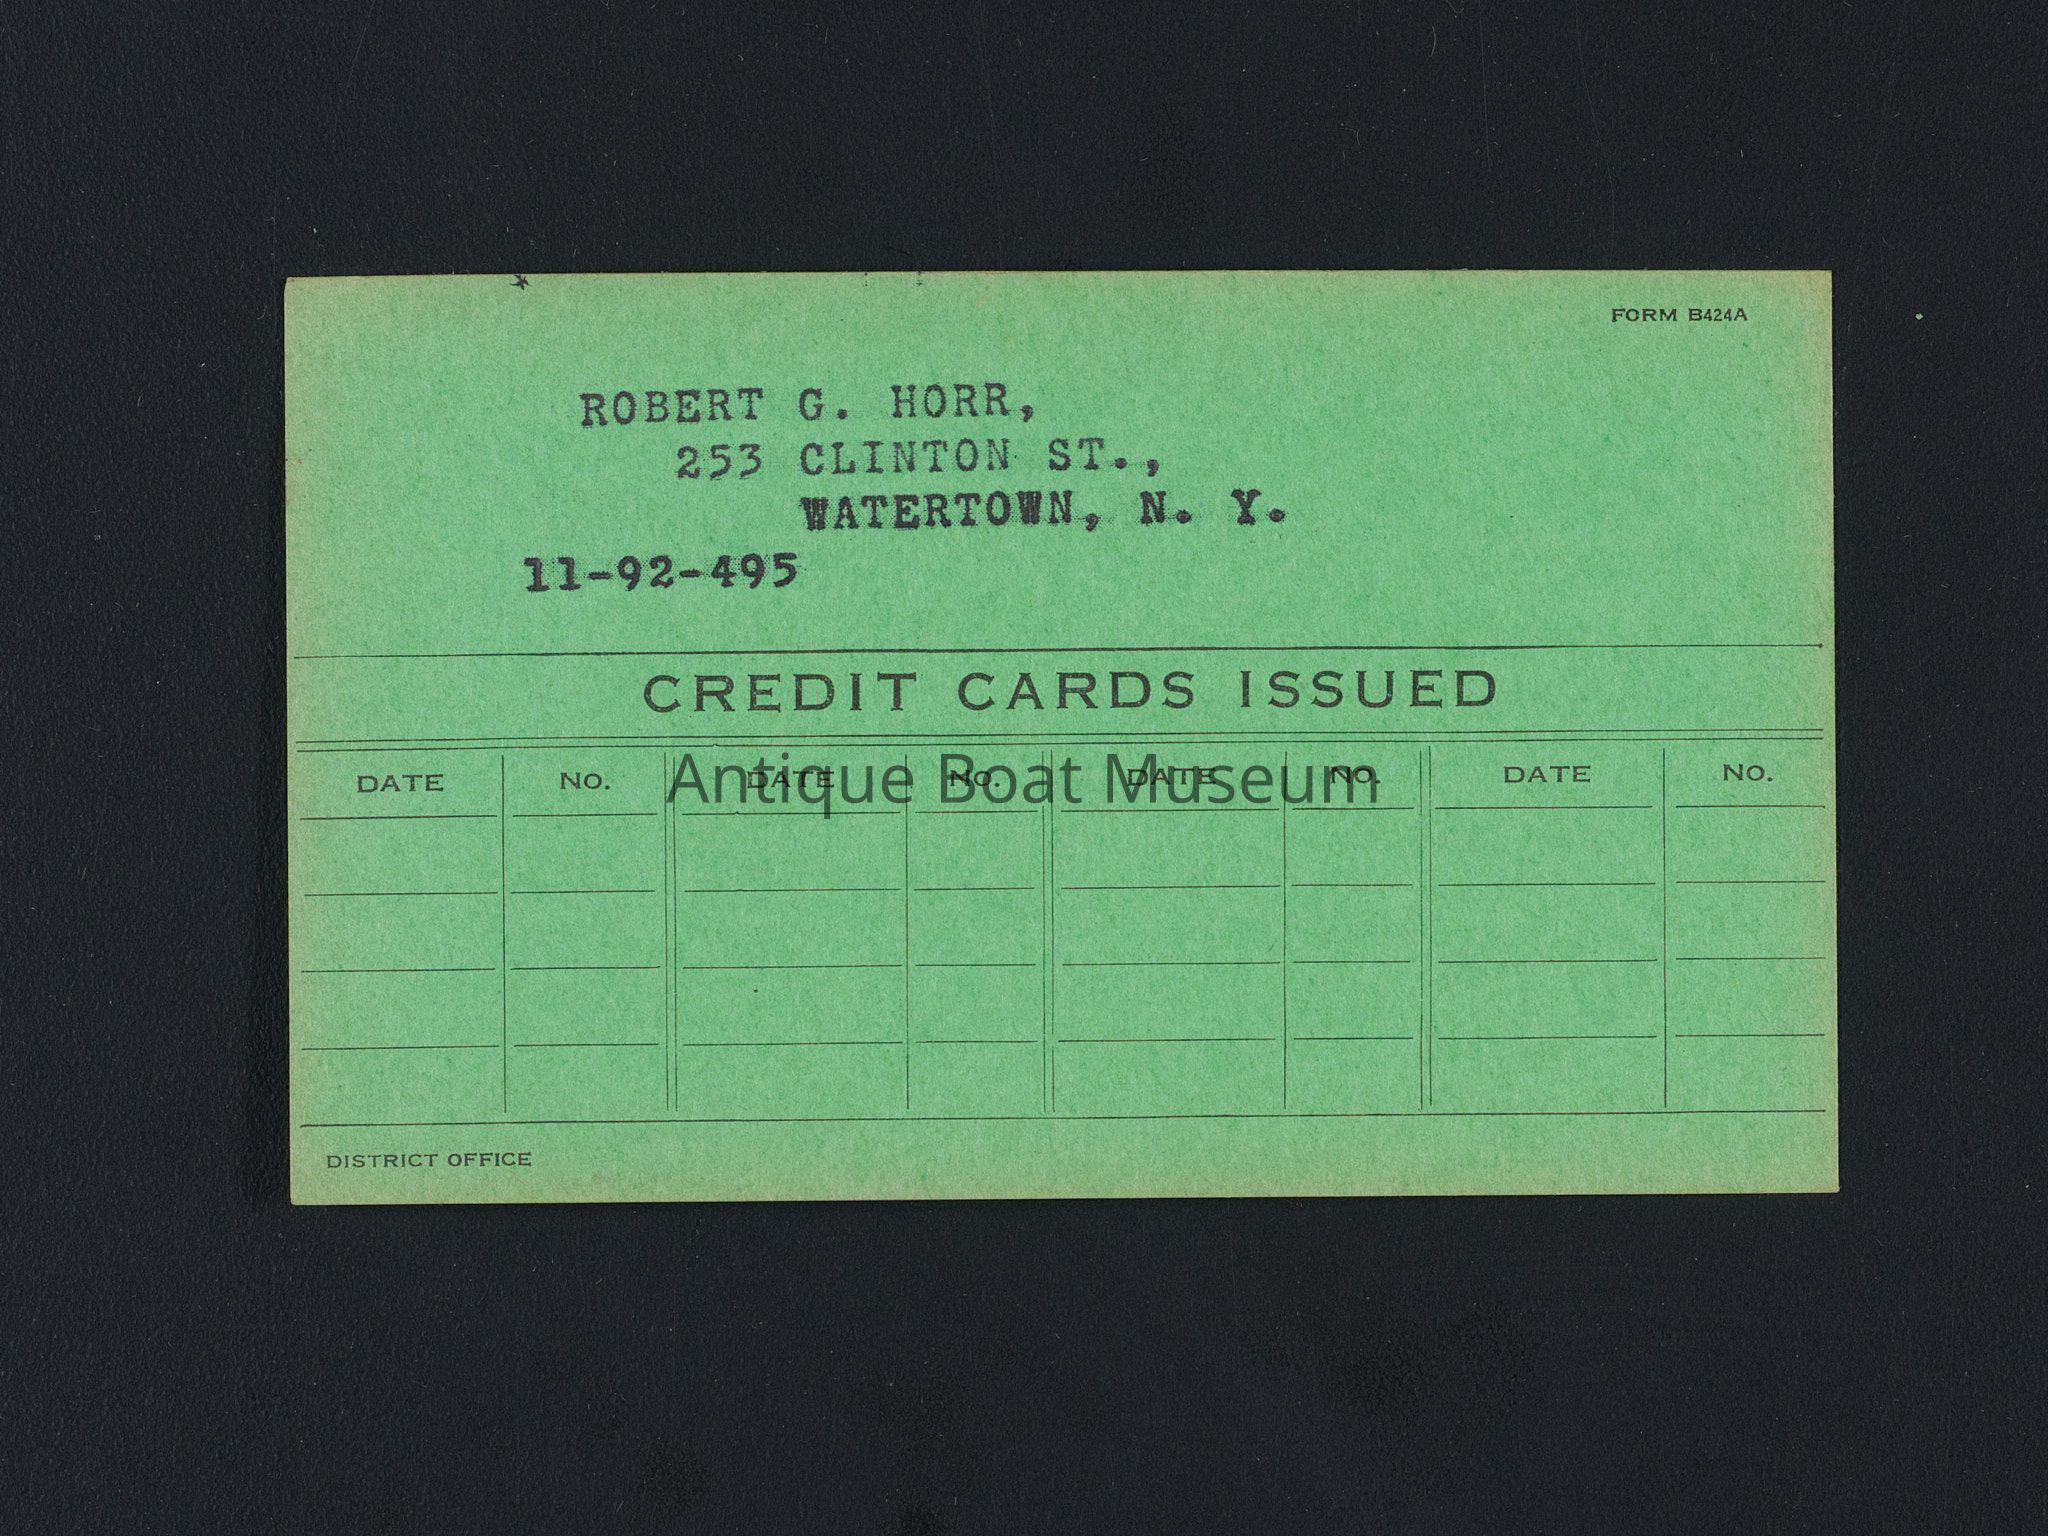 FORM B424A
ROBERT G. HORR,
253 CLINTON ST.,
WATERTOWN, N. Y.
11-92-495
CREDIT CARDS ISSUED
DATE NO. DATE NO. DATE NO. DATE NO.
Antique Boat Museum
DISTRICT OFFICE